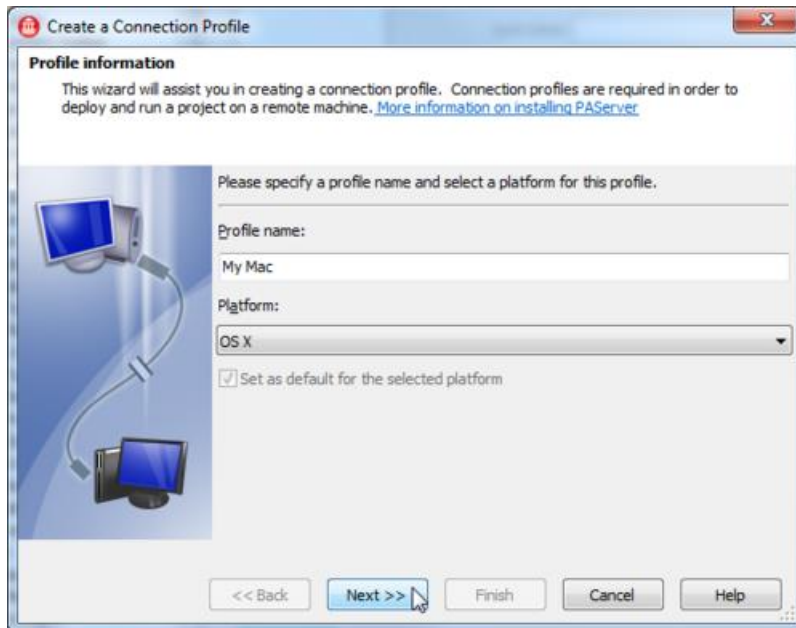 Create a Connection Profile
Profile information
This wizard will assist you in creating a connection profile. Connection profiles are required in order to
deploy and run a project on a remote machine. More information on installing PAServer
Please specify a profile name and select a platform for this profile.
Profile name:
My Mac
Platform:
OS X
Set as default for the selected platform
<< Back
Next >>
Finish
Cancel
Help